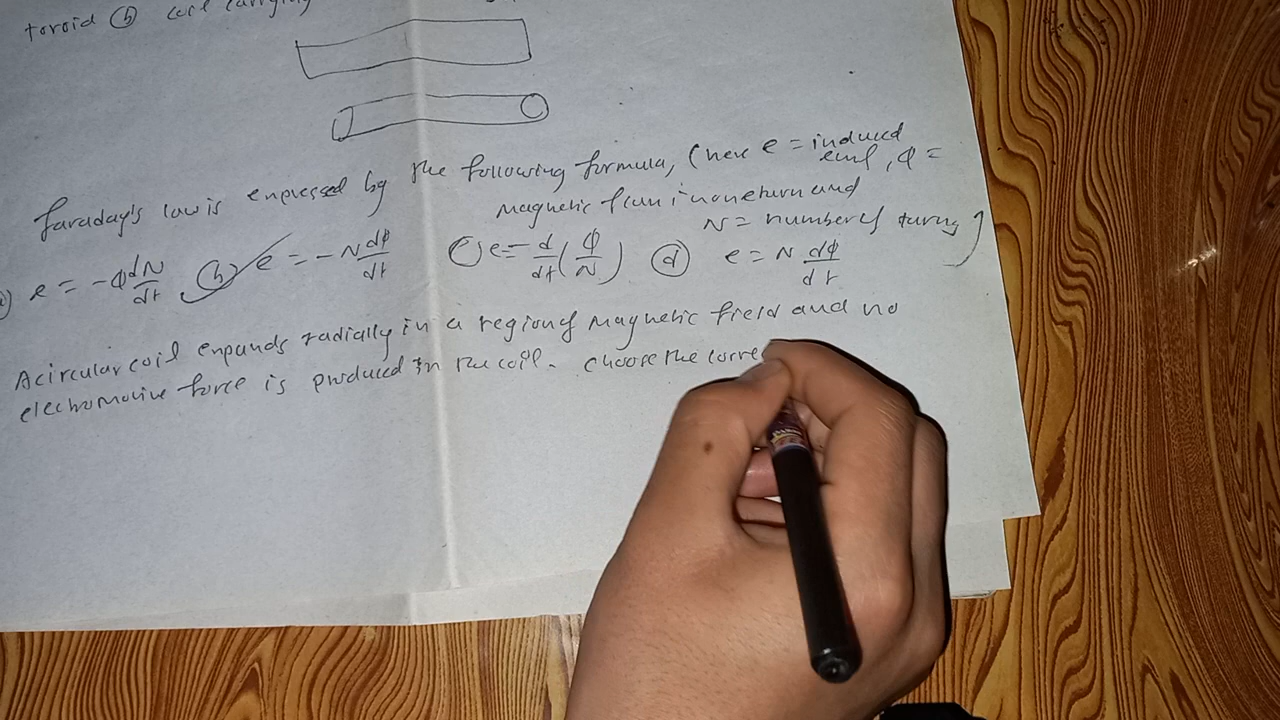 toroid (b) coil carrying
Faraday's law is expressed by the following formula, (here e = induced
emf, φ =
magnetic flux in one turn and
N = number of turns)
) e = -φ dN/dt (b) e = -N dφ/dt (c) e = - d/dt (φ/N) (d) e = N dφ/dt
A circular coil expands radially in a region of magnetic field and no
electromotive force is produced in the coil. choose the corre